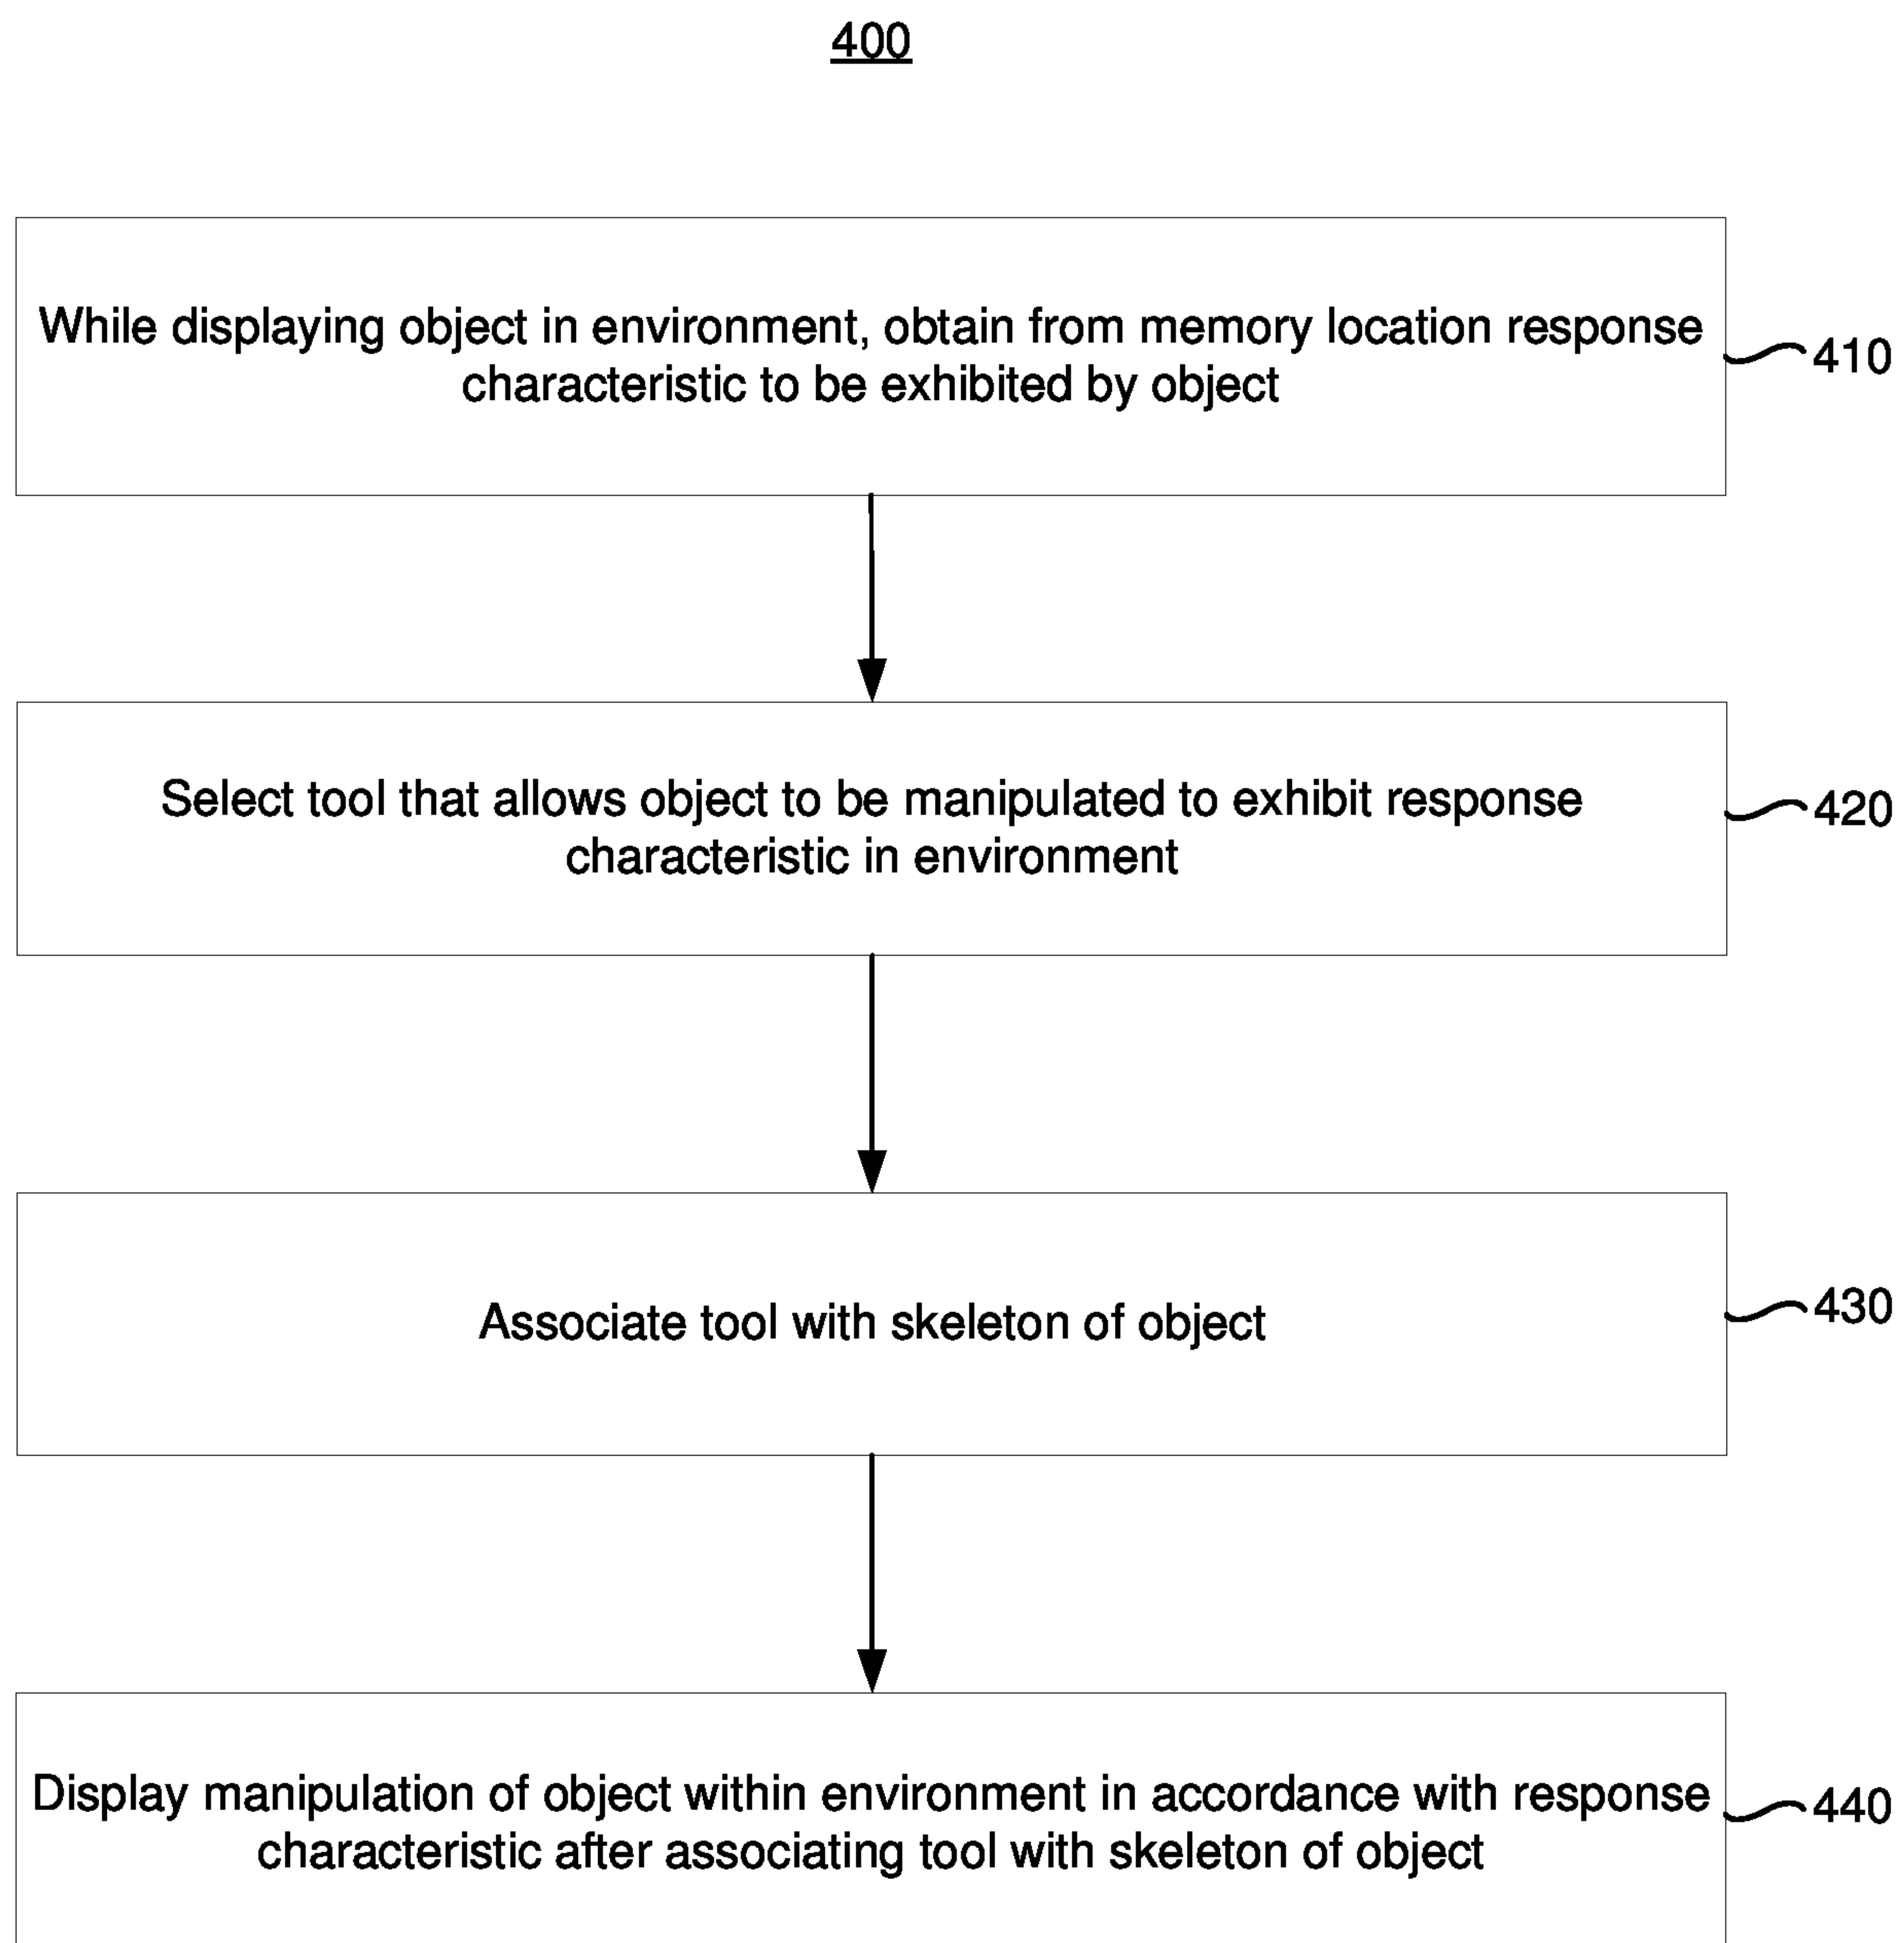 400
While displaying object in environment, obtain from memory location response
characteristic to be exhibited by object
410
Select tool that allows object to be manipulated to exhibit response
characteristic in environment
420
Associate tool with skeleton of object
430
Display manipulation of object within environment in accordance with response
characteristic after associating tool with skeleton of object
440